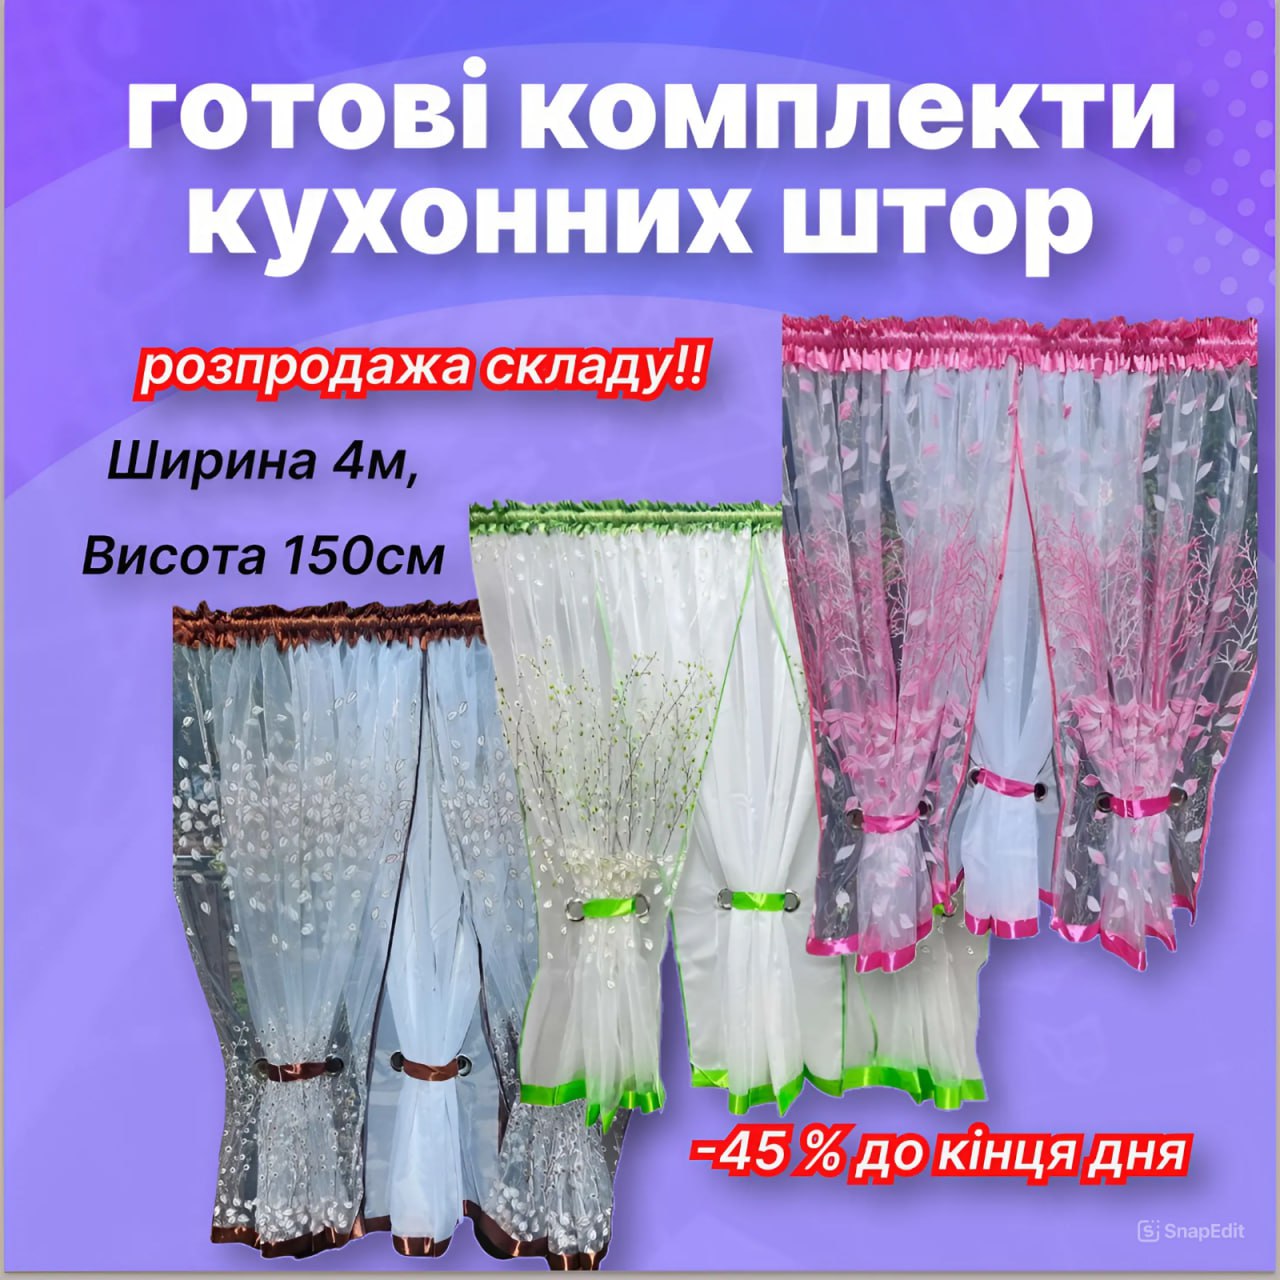 готові комплекти
кухонних штор
розпродажа складу!!
Ширина 4м,
Висота 150см
-45 % до кінця дня
SnapEdit